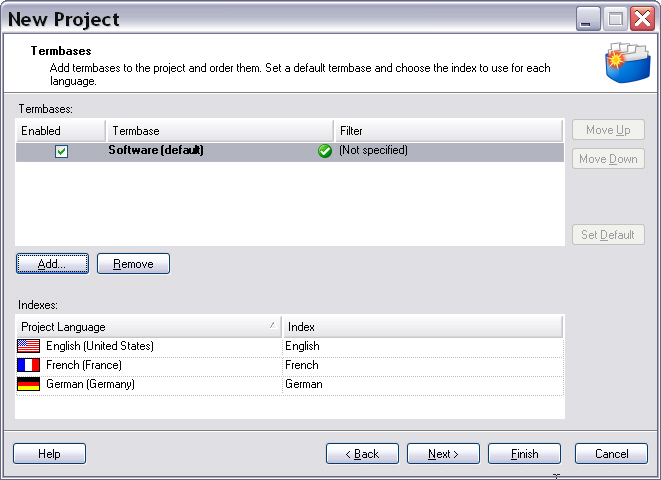 New Project
Termbases
Add termbases to the project and order them. Set a default termbase and choose the index to use for each
language.
Termbases:
Enabled Termbase Filter
Software (default) (Not specified)
Move Up
Move Down
Set Default
Add... Remove
Indexes:
Project Language Index
English (United States) English
French (France) French
German (Germany) German
Help < Back Next > Finish Cancel